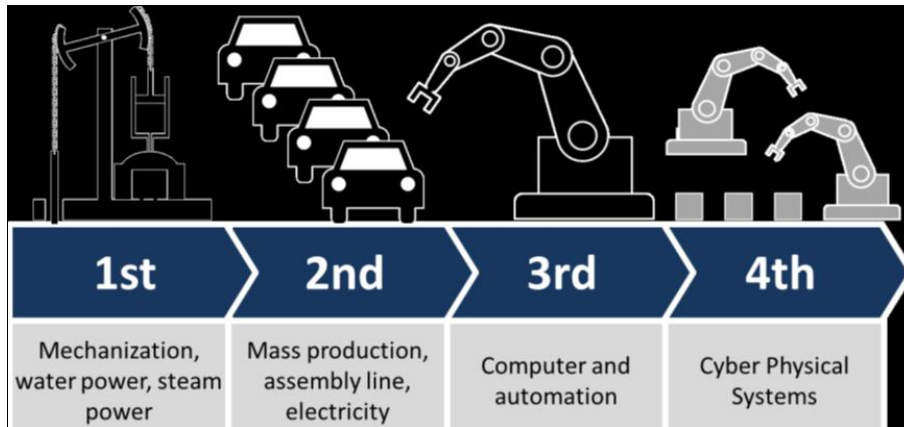 1st
2nd
3rd
4th
Mechanization,
water power, steam
power
Mass production,
assembly line,
electricity
Computer and
automation
Cyber Physical
Systems